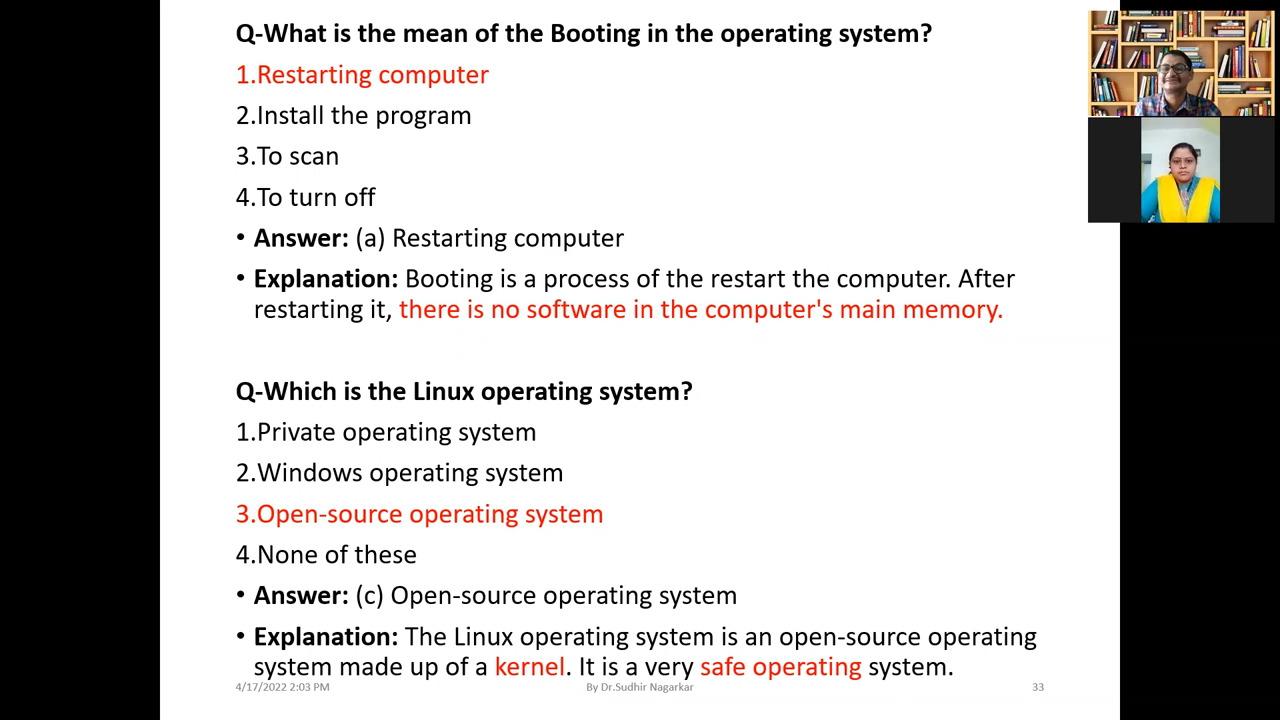 Q-What is the mean of the Booting in the operating system?
1.Restarting computer
2.Install the program
3.To scan
4.To turn off
• Answer: (a) Restarting computer
• Explanation: Booting is a process of the restart the computer. After
restarting it, there is no software in the computer's main memory.
Q-Which is the Linux operating system?
1.Private operating system
2.Windows operating system
3.Open-source operating system
4.None of these
• Answer: (c) Open-source operating system
• Explanation: The Linux operating system is an open-source operating
system made up of a kernel. It is a very safe operating system.
4/17/2022 2:03 PM By Dr.Sudhir Nagarkar 33